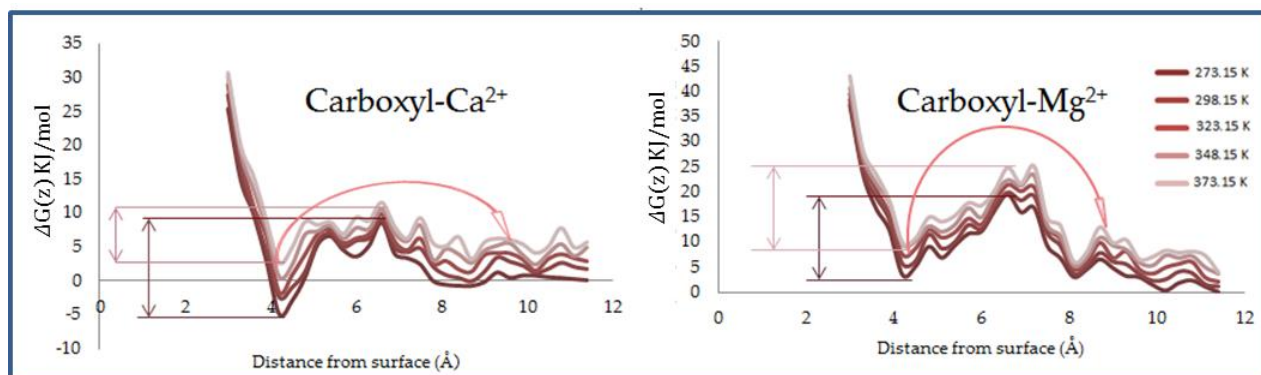 35
30
25
20
15
10
5
0
-5
-10
ΔG(z) KJ/mol
Carboxyl-Ca²⁺
0 2 4 6 8 10 12
Distance from surface (Å)
50
45
40
35
30
25
20
15
10
5
0
ΔG(z) KJ/mol
Carboxyl-Mg²⁺
0 2 4 6 8 10 12
Distance from surface (Å)
273.15 K
298.15 K
323.15 K
348.15 K
373.15 K